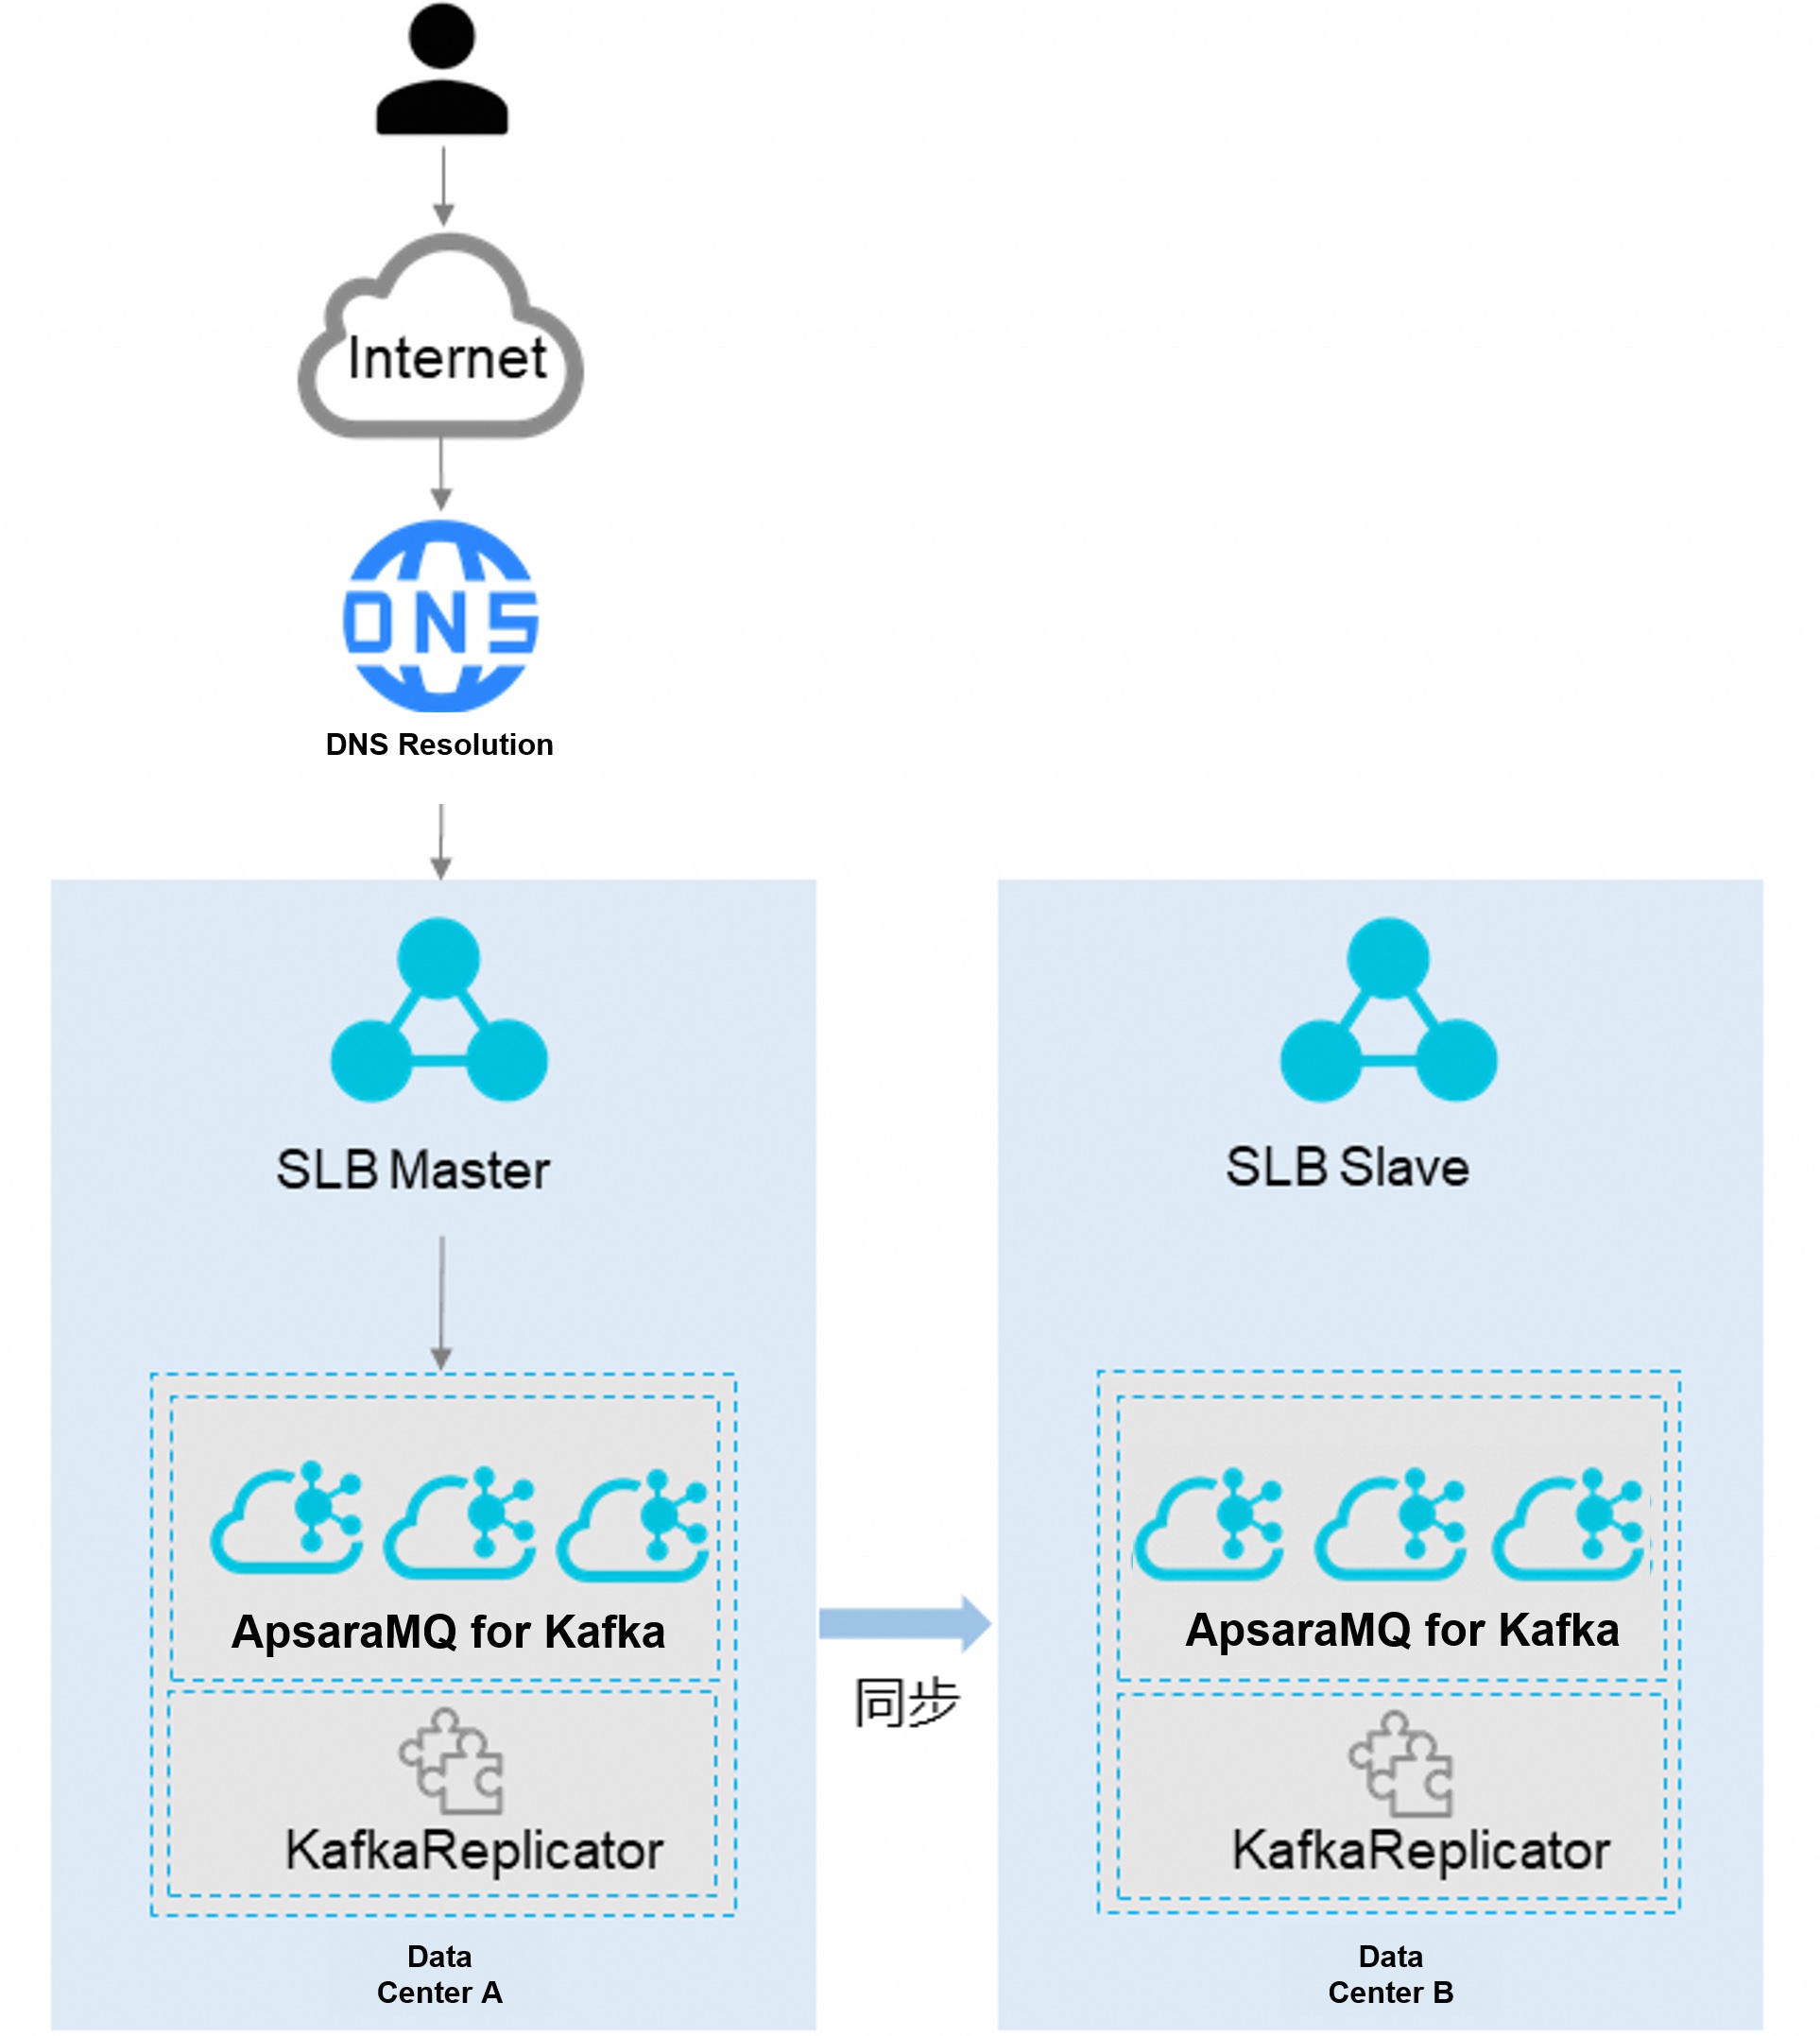 Internet
DNS
DNS Resolution
SLB Master
SLB Slave
ApsaraMQ for Kafka
ApsaraMQ for Kafka
同步
KafkaReplicator
KafkaReplicator
Data
Center A
Data
Center B